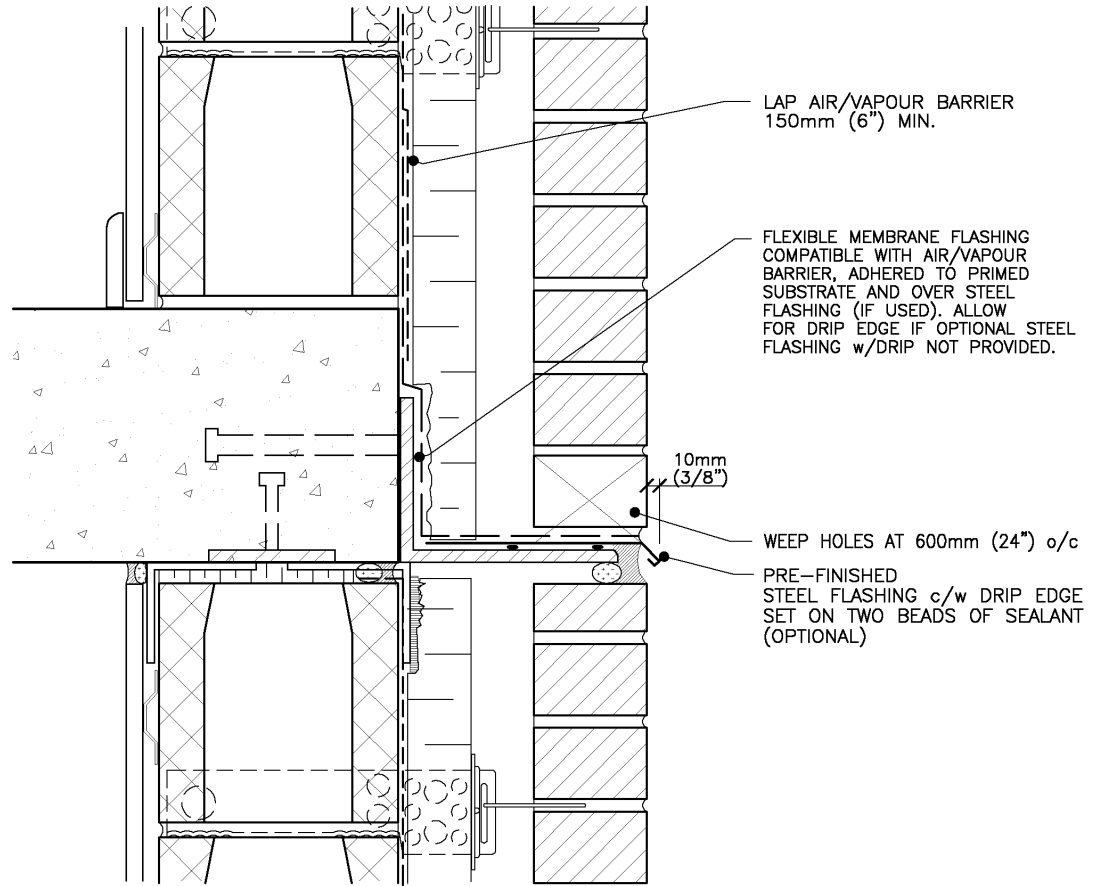 LAP AIR/VAPOUR BARRIER
150mm (6") MIN.
FLEXIBLE MEMBRANE FLASHING
COMPATIBLE WITH AIR/VAPOUR
BARRIER, ADHERED TO PRIMED
SUBSTRATE AND OVER STEEL
FLASHING (IF USED). ALLOW
FOR DRIP EDGE IF OPTIONAL STEEL
FLASHING w/DRIP NOT PROVIDED.
10mm
(3/8")
WEEP HOLES AT 600mm (24") o/c
PRE-FINISHED
STEEL FLASHING c/w DRIP EDGE
SET ON TWO BEADS OF SEALANT
(OPTIONAL)